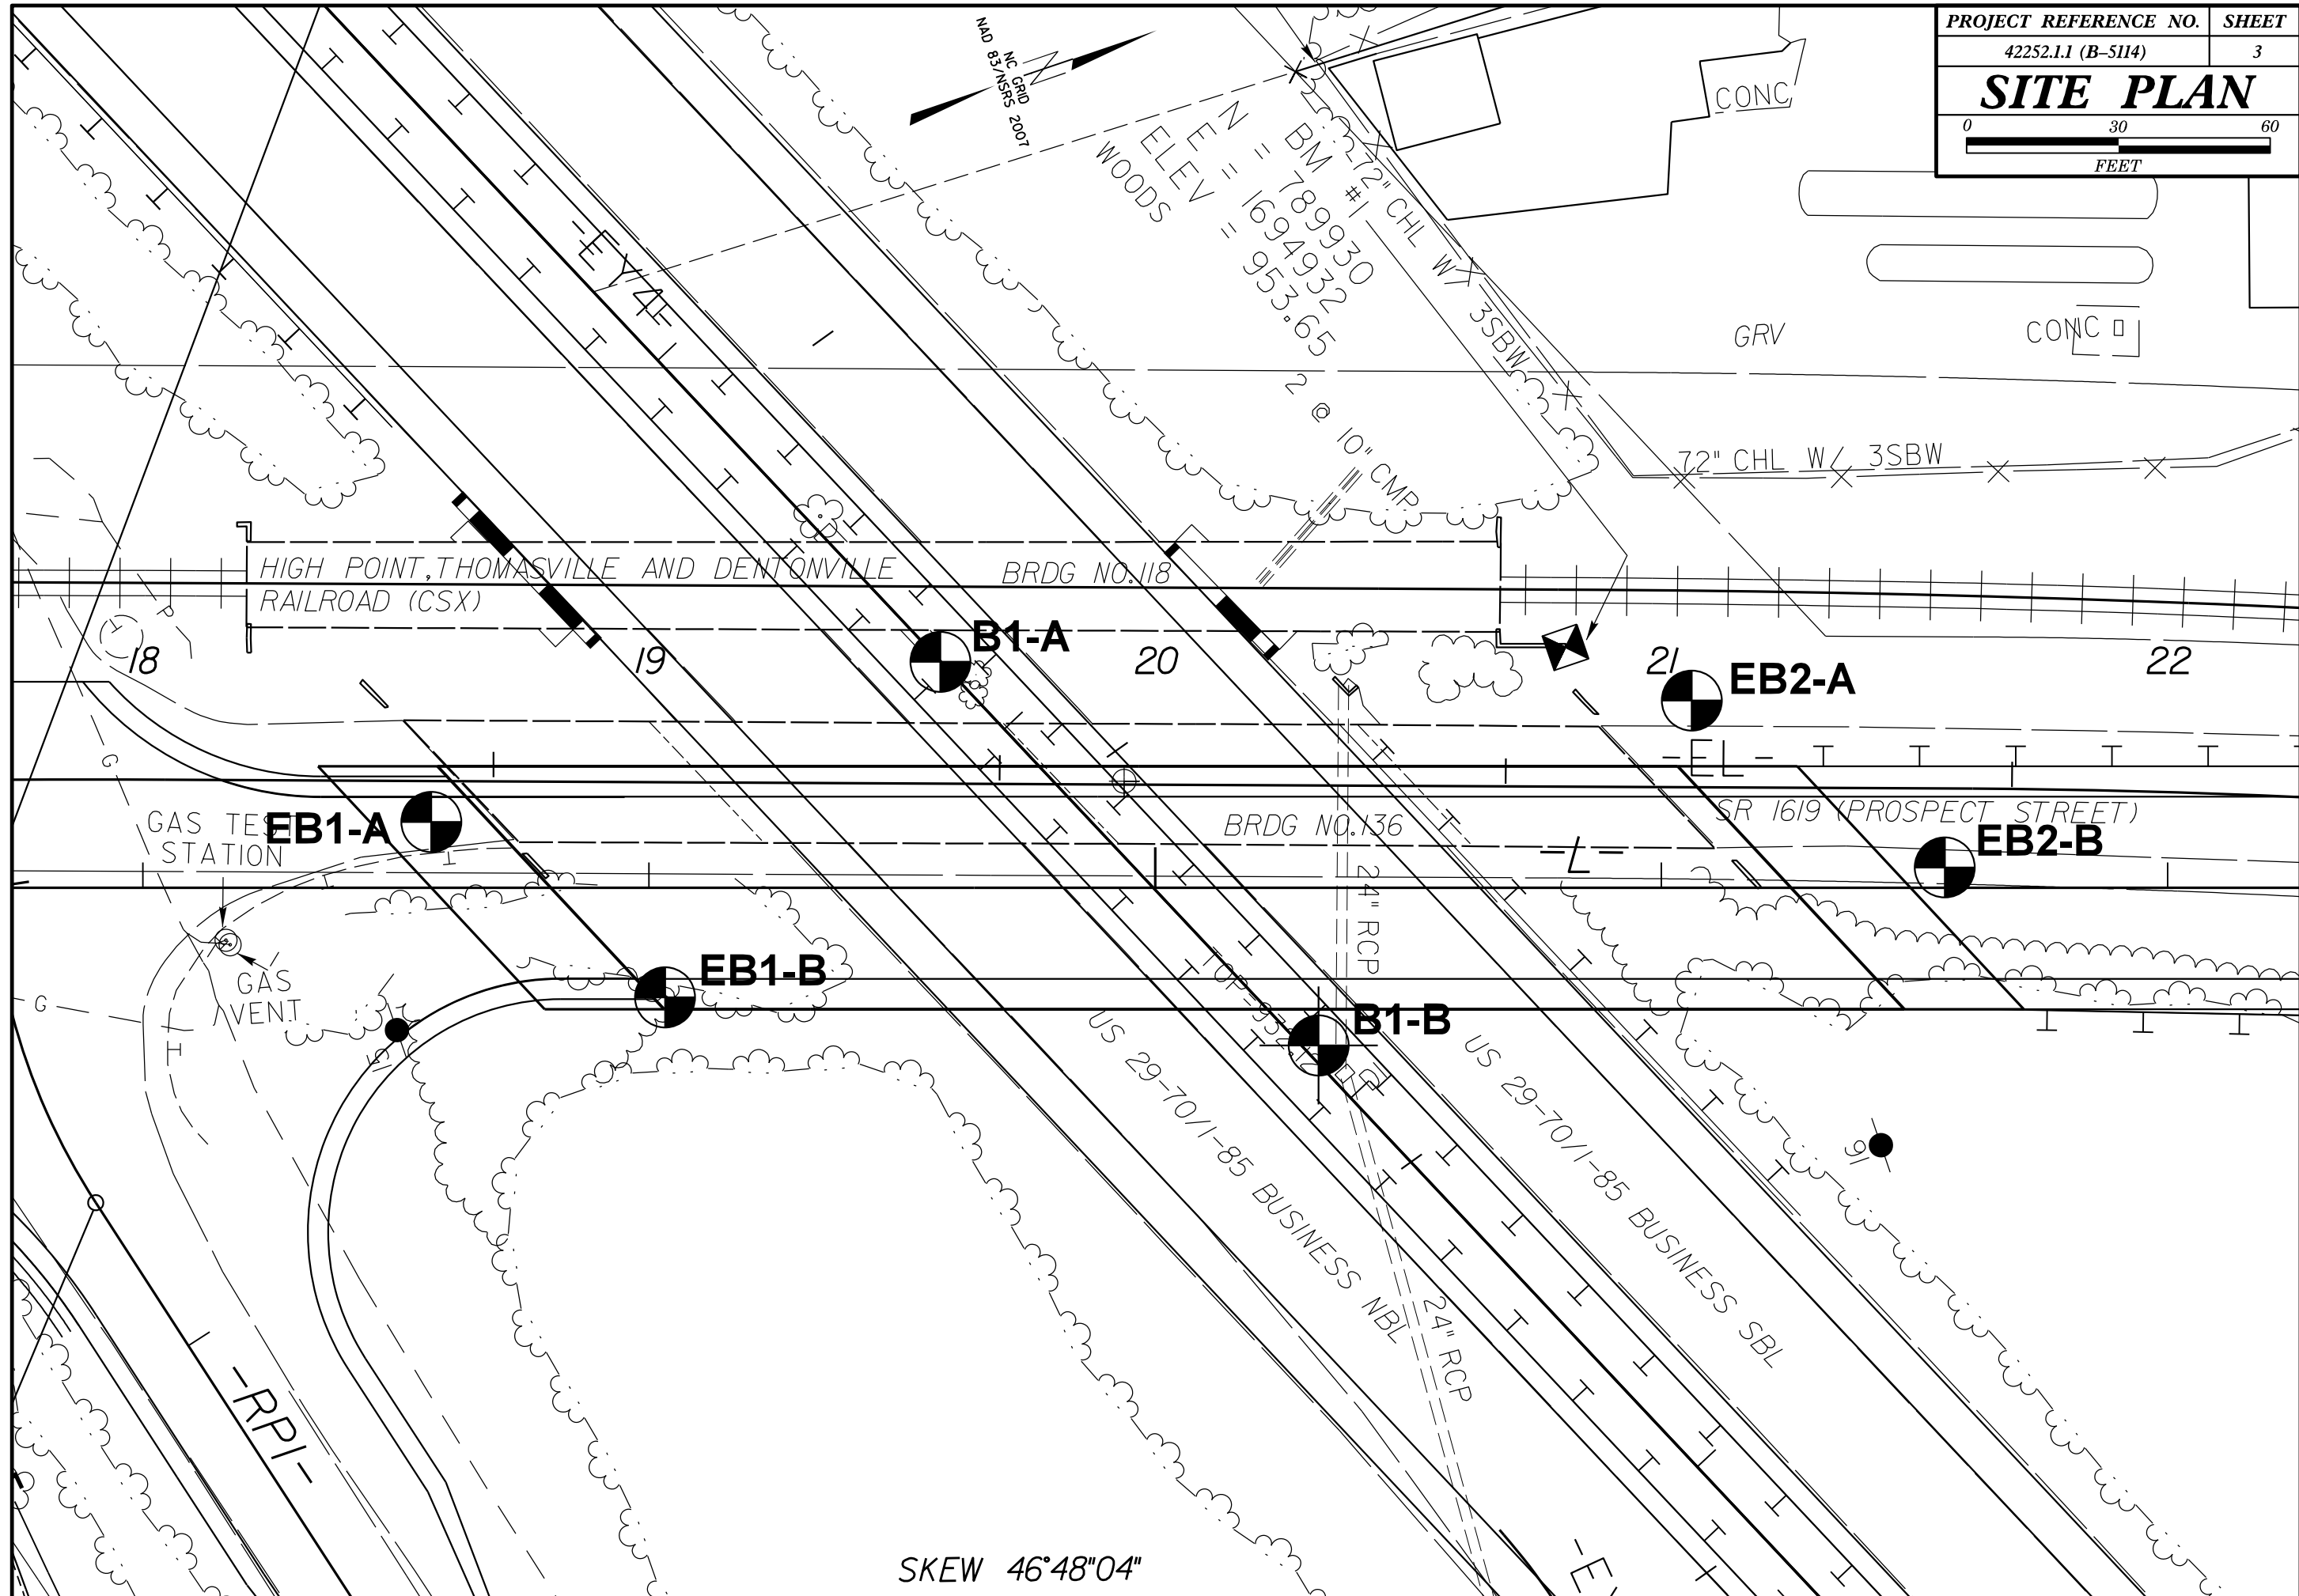 PROJECT REFERENCE NO. SHEET
42252.1.1 (B-5114) 3
SITE PLAN
0 30 60
FEET
NC GRID
NAD 83/NSRS 2007
N
BM #1
N = 789930
E = 1694932
ELEV = 953.65
WOODS
72" CHL W/ 3SBW
CONC
GRV
CONC
72" CHL W/ 3SBW
2 @ 10" CMP
-EY4-
HIGH POINT, THOMASVILLE AND DENTONVILLE
RAILROAD (CSX)
BRDG NO. 118
18 19 20 21 22
B1-A
EB2-A
-EL-
GAS TEST
STATION
EB1-A
BRDG NO. 136
SR 1619 (PROSPECT STREET)
EB2-B
-L-
24" RCP
G
P
GAS
VENT
G
EB1-B
B1-B
US 29-70/I-85 BUSINESS NBL
US 29-70/I-85 BUSINESS SBL
24" RCP
-RP1-
SKEW 46°48"04"